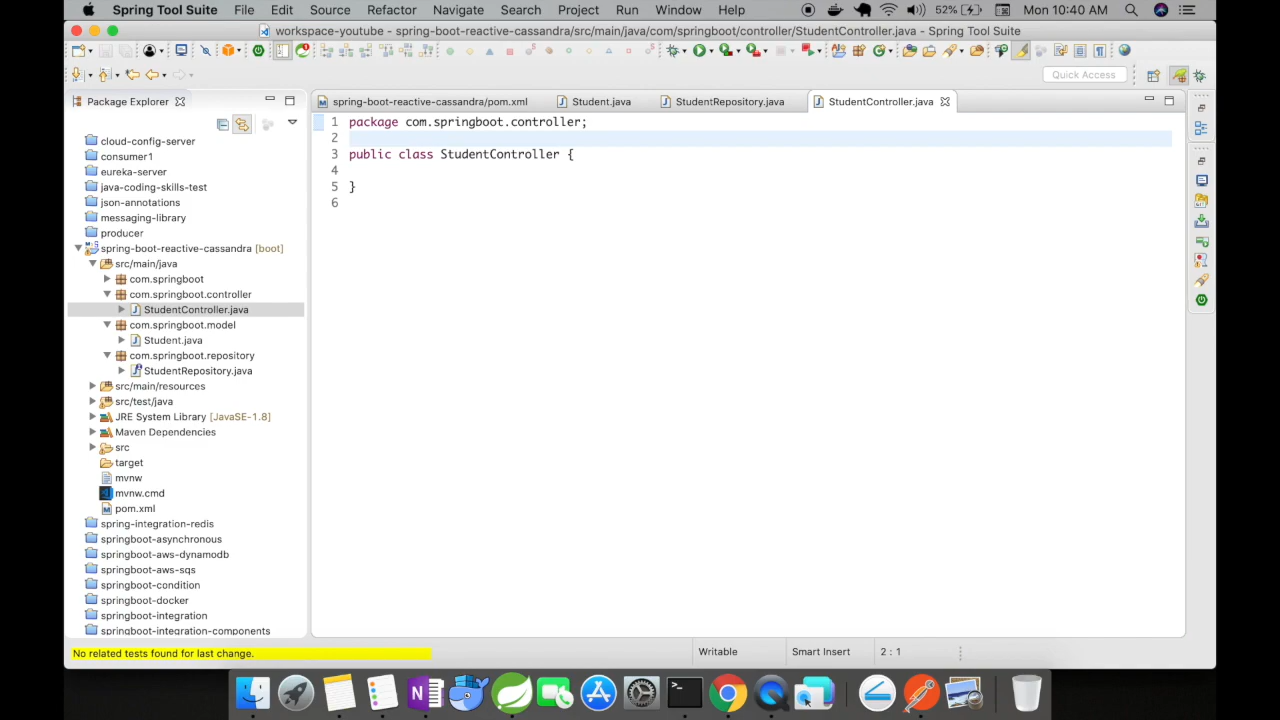 Spring Tool Suite File Edit Source Refactor Navigate Search Project Run Window Help 52% Mon 10:40 AM
workspace-youtube - spring-boot-reactive-cassandra/src/main/java/com/springboot/controller/StudentController.java - Spring Tool Suite
Quick Access
Package Explorer
spring-boot-reactive-cassandra/pom.xml Student.java StudentRepository.java StudentController.java
cloud-config-server
consumer1
eureka-server
java-coding-skills-test
json-annotations
messaging-library
producer
spring-boot-reactive-cassandra [boot]
src/main/java
com.springboot
com.springboot.controller
StudentController.java
com.springboot.model
Student.java
com.springboot.repository
StudentRepository.java
src/main/resources
src/test/java
JRE System Library [JavaSE-1.8]
Maven Dependencies
src
target
mvnw
mvnw.cmd
pom.xml
spring-integration-redis
springboot-asynchronous
springboot-aws-dynamodb
springboot-aws-sqs
springboot-condition
springboot-docker
springboot-integration
springboot-integration-components
1 package com.springboot.controller;
2
3 public class StudentController {
4
5 }
6
No related tests found for last change. Writable Smart Insert 2 : 1